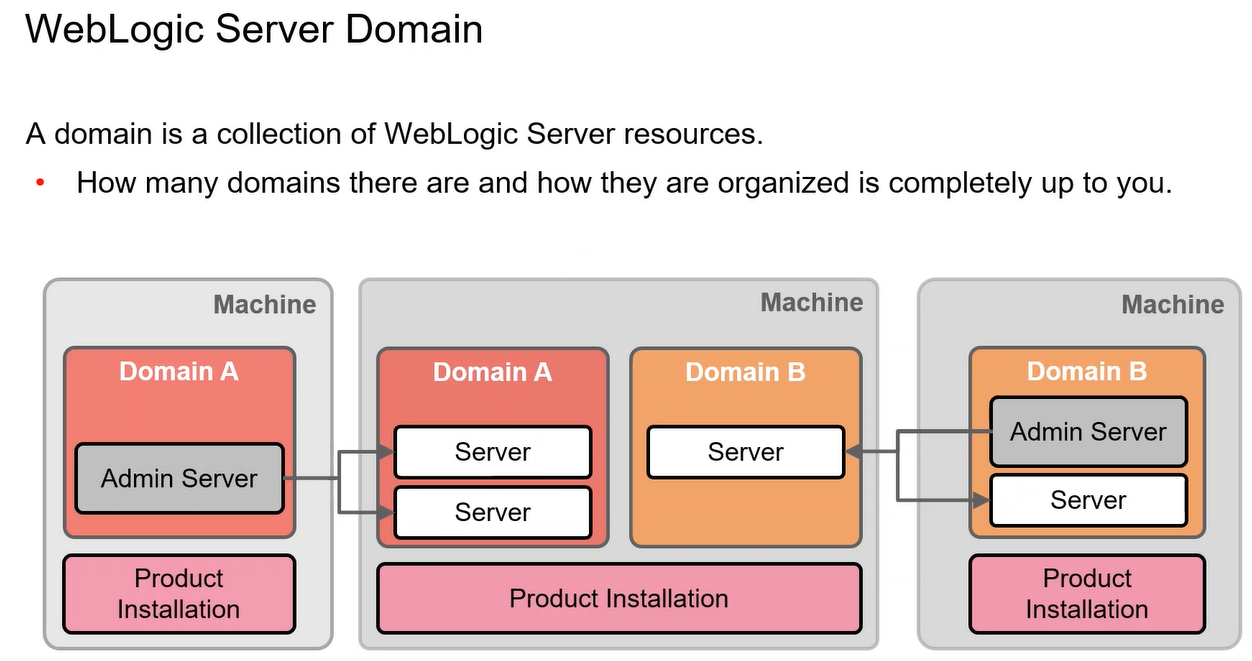 WebLogic Server Domain
A domain is a collection of WebLogic Server resources.
• How many domains there are and how they are organized is completely up to you.
Machine
Domain A
Admin Server
Product
Installation
Machine
Domain A
Server
Server
Domain B
Server
Product Installation
Machine
Domain B
Admin Server
Server
Product
Installation